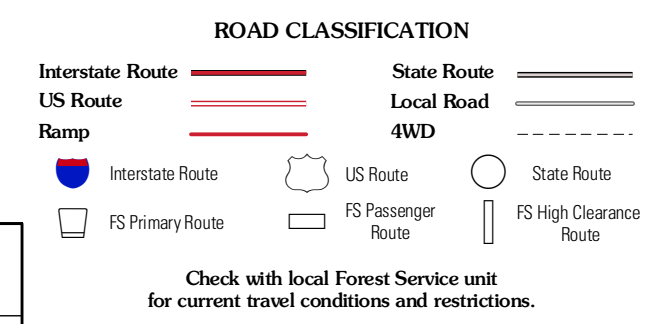 ROAD CLASSIFICATION
Interstate Route
State Route
US Route
Local Road
Ramp
4WD
Interstate Route
US Route
State Route
FS Primary Route
FS Passenger
Route
FS High Clearance
Route
Check with local Forest Service unit
for current travel conditions and restrictions.